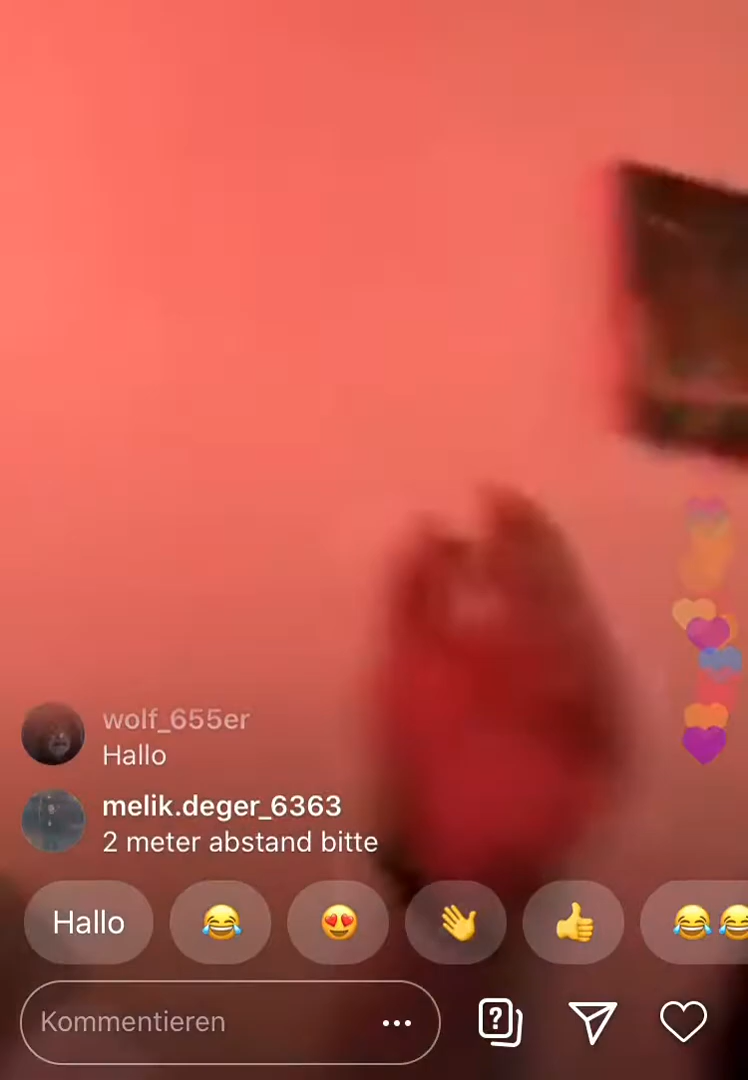 wolf_655er
Hallo
melik.deger_6363
2 meter abstand bitte
Hallo
Kommentieren